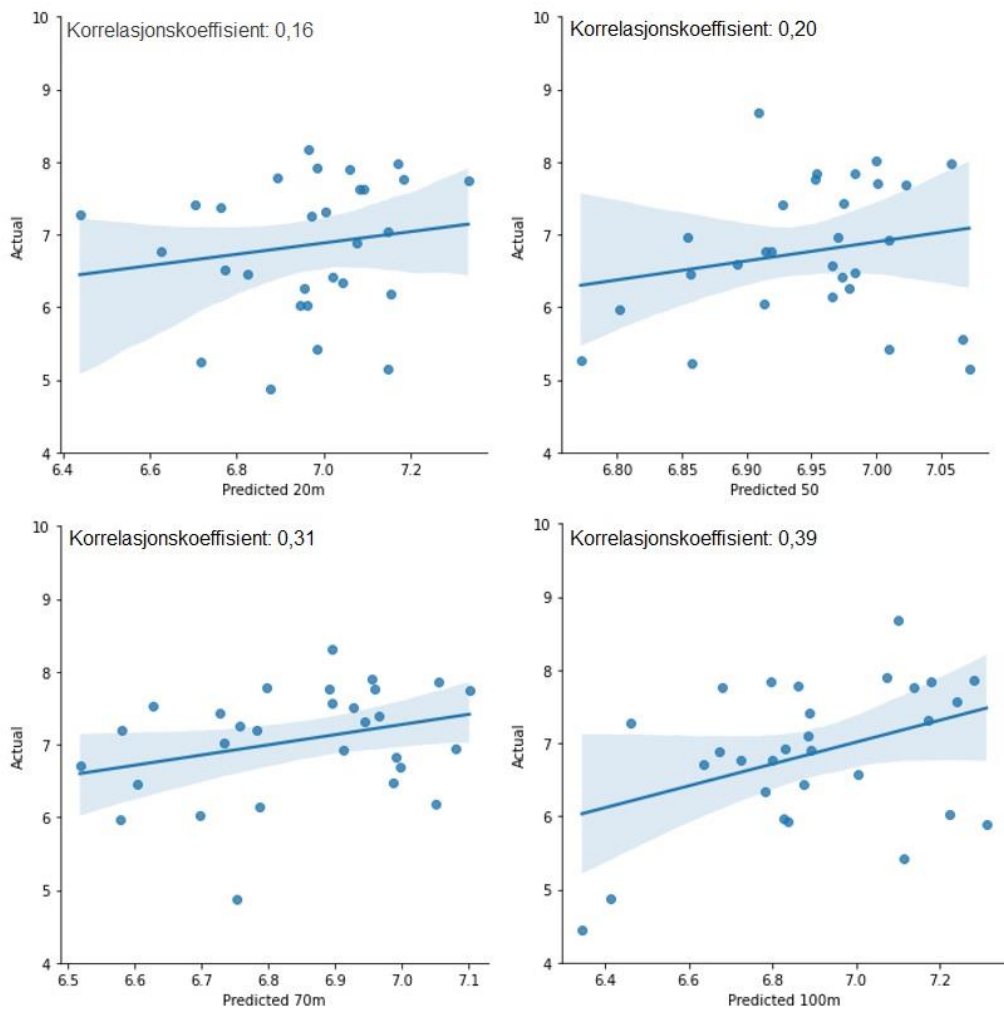 Korrelasjonskoeffisient: 0,16
10
9
8
7
6
5
4
Actual
6.4 6.6 6.8 7.0 7.2
Predicted 20m
Korrelasjonskoeffisient: 0,20
10
9
8
7
6
5
4
Actual
6.80 6.85 6.90 6.95 7.00 7.05
Predicted 50
Korrelasjonskoeffisient: 0,31
10
9
8
7
6
5
4
Actual
6.5 6.6 6.7 6.8 6.9 7.0 7.1
Predicted 70m
Korrelasjonskoeffisient: 0,39
10
9
8
7
6
5
4
Actual
6.4 6.6 6.8 7.0 7.2
Predicted 100m